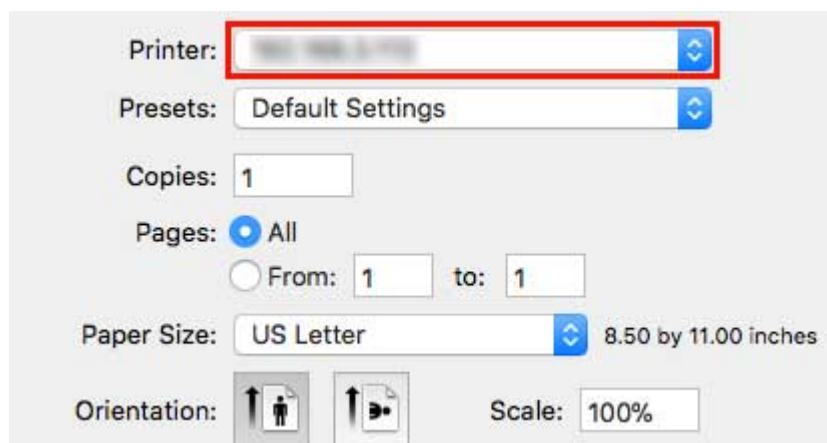 Printer:
Presets: Default Settings
Copies: 1
Pages: All
From: 1 to: 1
Paper Size: US Letter 8.50 by 11.00 inches
Orientation: Scale: 100%